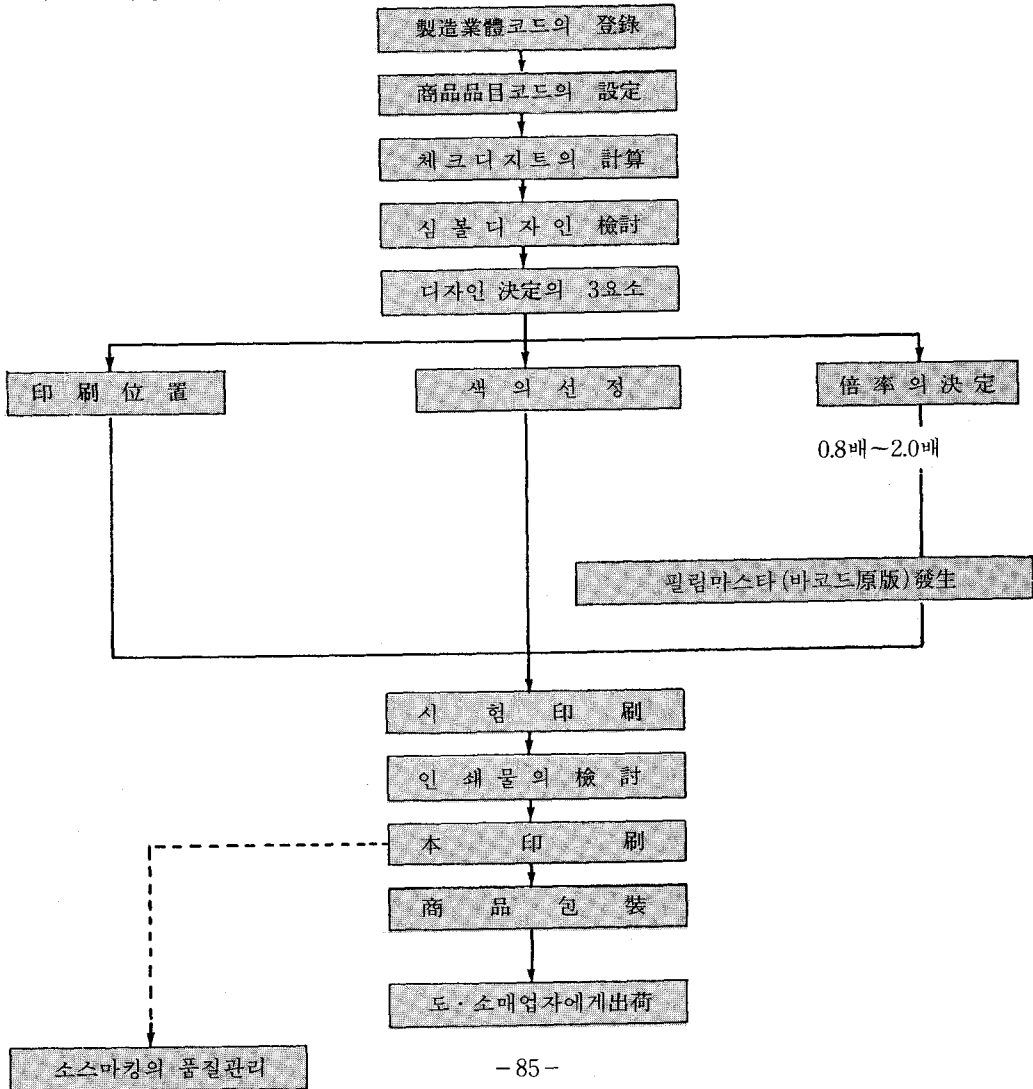 製造業體코드의 登錄
商品品目코드의 設定
체크디지트의 計算
심볼디자인 檢討
디자인 決定의 3요소
印刷位置
색의선정
倍率의決定
0.8배~2.0배
필림마스타(바코드原版)發生
시험印刷
인쇄물의檢討
本印刷
商品包裝
도·소매업자에게出荷
소스마킹의 품질관리
-85-